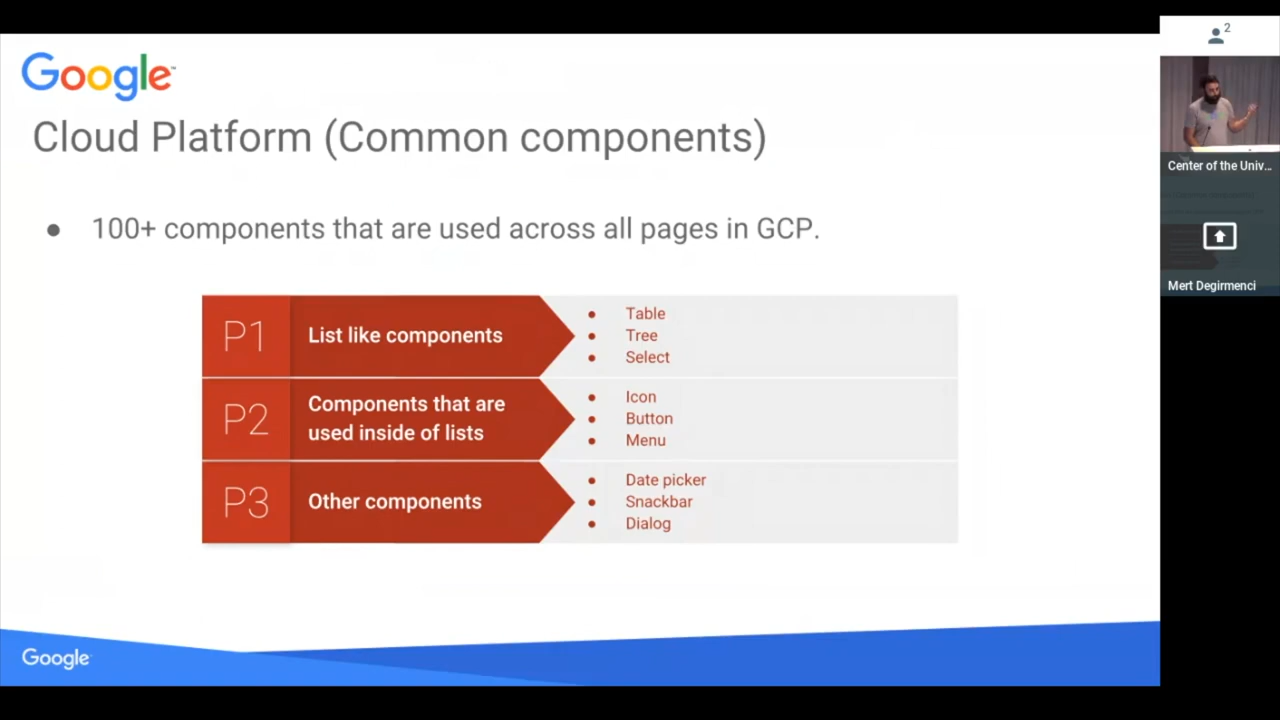 Google
Cloud Platform (Common components)
● 100+ components that are used across all pages in GCP.
P1
List like components
● Table
● Tree
● Select
P2
Components that are
used inside of lists
● Icon
● Button
● Menu
P3
Other components
● Date picker
● Snackbar
● Dialog
Google
2
Center of the Univ...
Mert Degirmenci